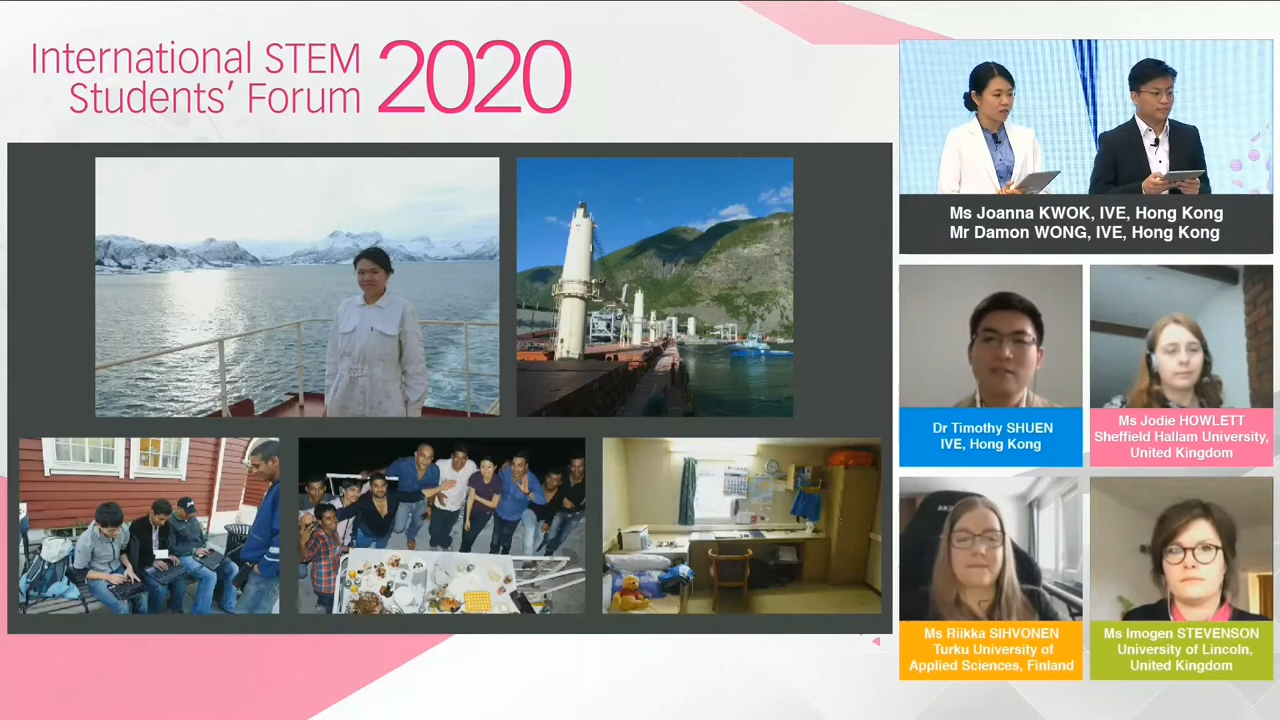 International STEM
Students' Forum
2020
Ms Joanna KWOK, IVE, Hong Kong
Mr Damon WONG, IVE, Hong Kong
Dr Timothy SHUEN
IVE, Hong Kong
Ms Jodie HOWLETT
Sheffield Hallam University,
United Kingdom
Ms Riikka SIHVONEN
Turku University of
Applied Sciences, Finland
Ms Imogen STEVENSON
University of Lincoln,
United Kingdom